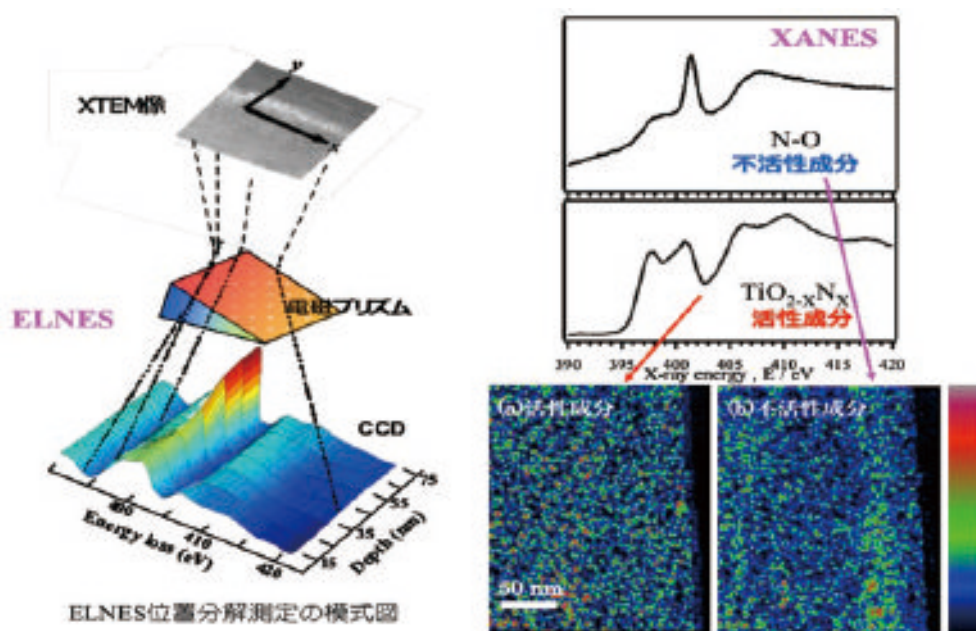 XTEM像
y
x
ELNES
電磁プリズム
CCD
400
410
420
Energy loss (eV)
15
35
55
75
Depth (nm)
ELNES位置分解測定の模式図
XANES
N-O
不活性成分
TiO2-XNX
活性成分
390 395 400 405 410 415 420
X-ray energy , E / eV
(a)活性成分
(b)不活性成分
50 nm